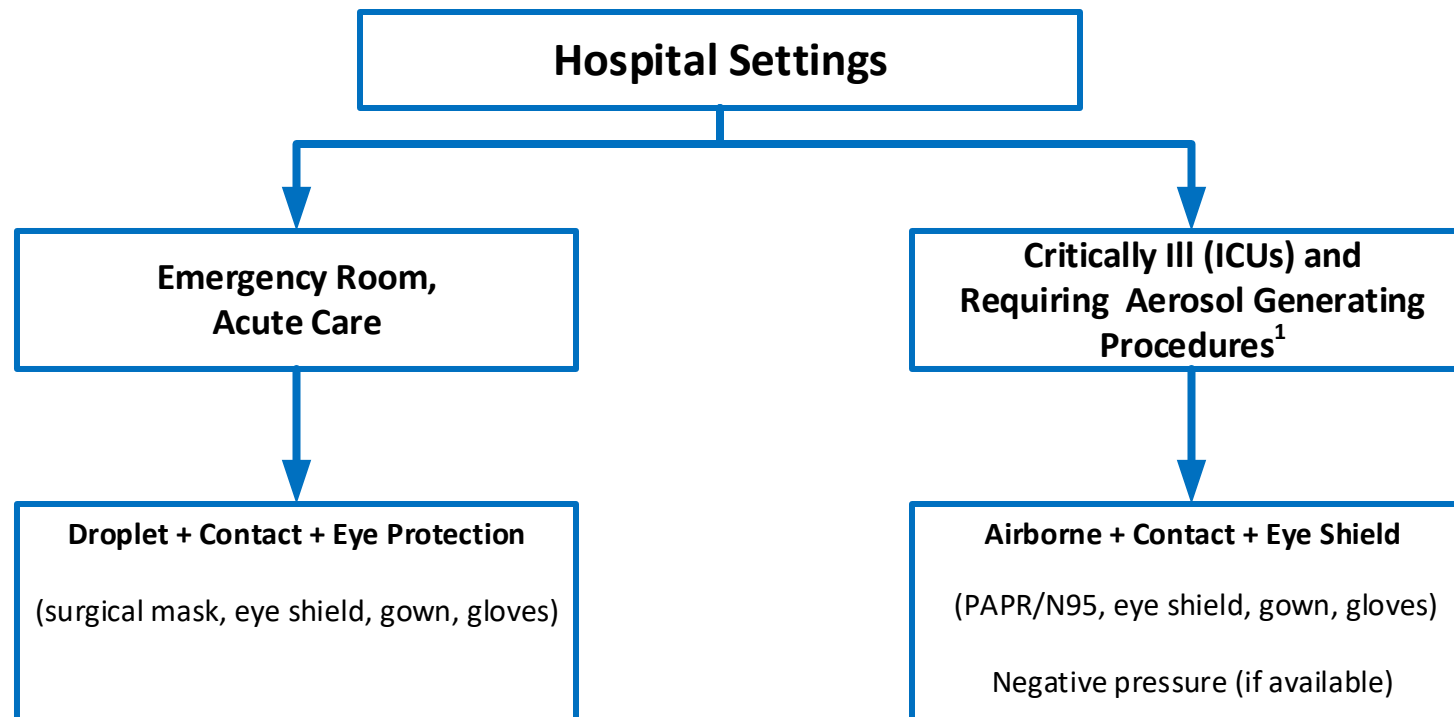 Hospital Settings
Emergency Room,
Acute Care
Critically Ill (ICUs) and
Requiring  Aerosol Generating
Procedures¹
Droplet + Contact + Eye Protection
(surgical mask, eye shield, gown, gloves)
Airborne + Contact + Eye Shield
(PAPR/N95, eye shield, gown, gloves)
Negative pressure (if available)